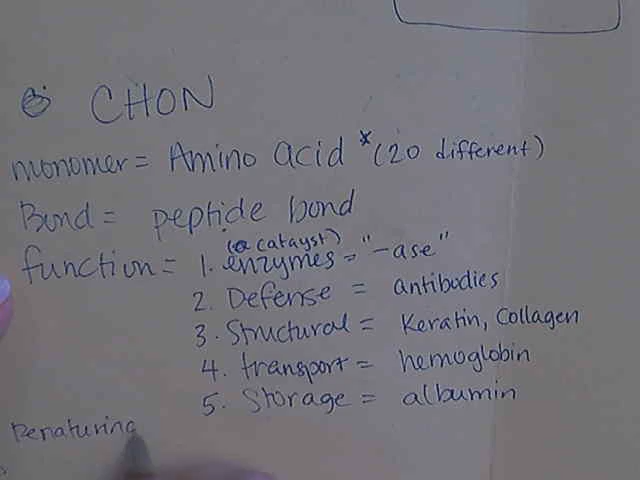 CHON
monomer = Amino acid * (20 different)
Bond = peptide bond
(a catayst)
function = 1. enzymes = "-ase"
2. Defense = antibodies
3. Structural = Keratin, Collagen
4. transport = hemoglobin
5. Storage = albumin
Denaturing